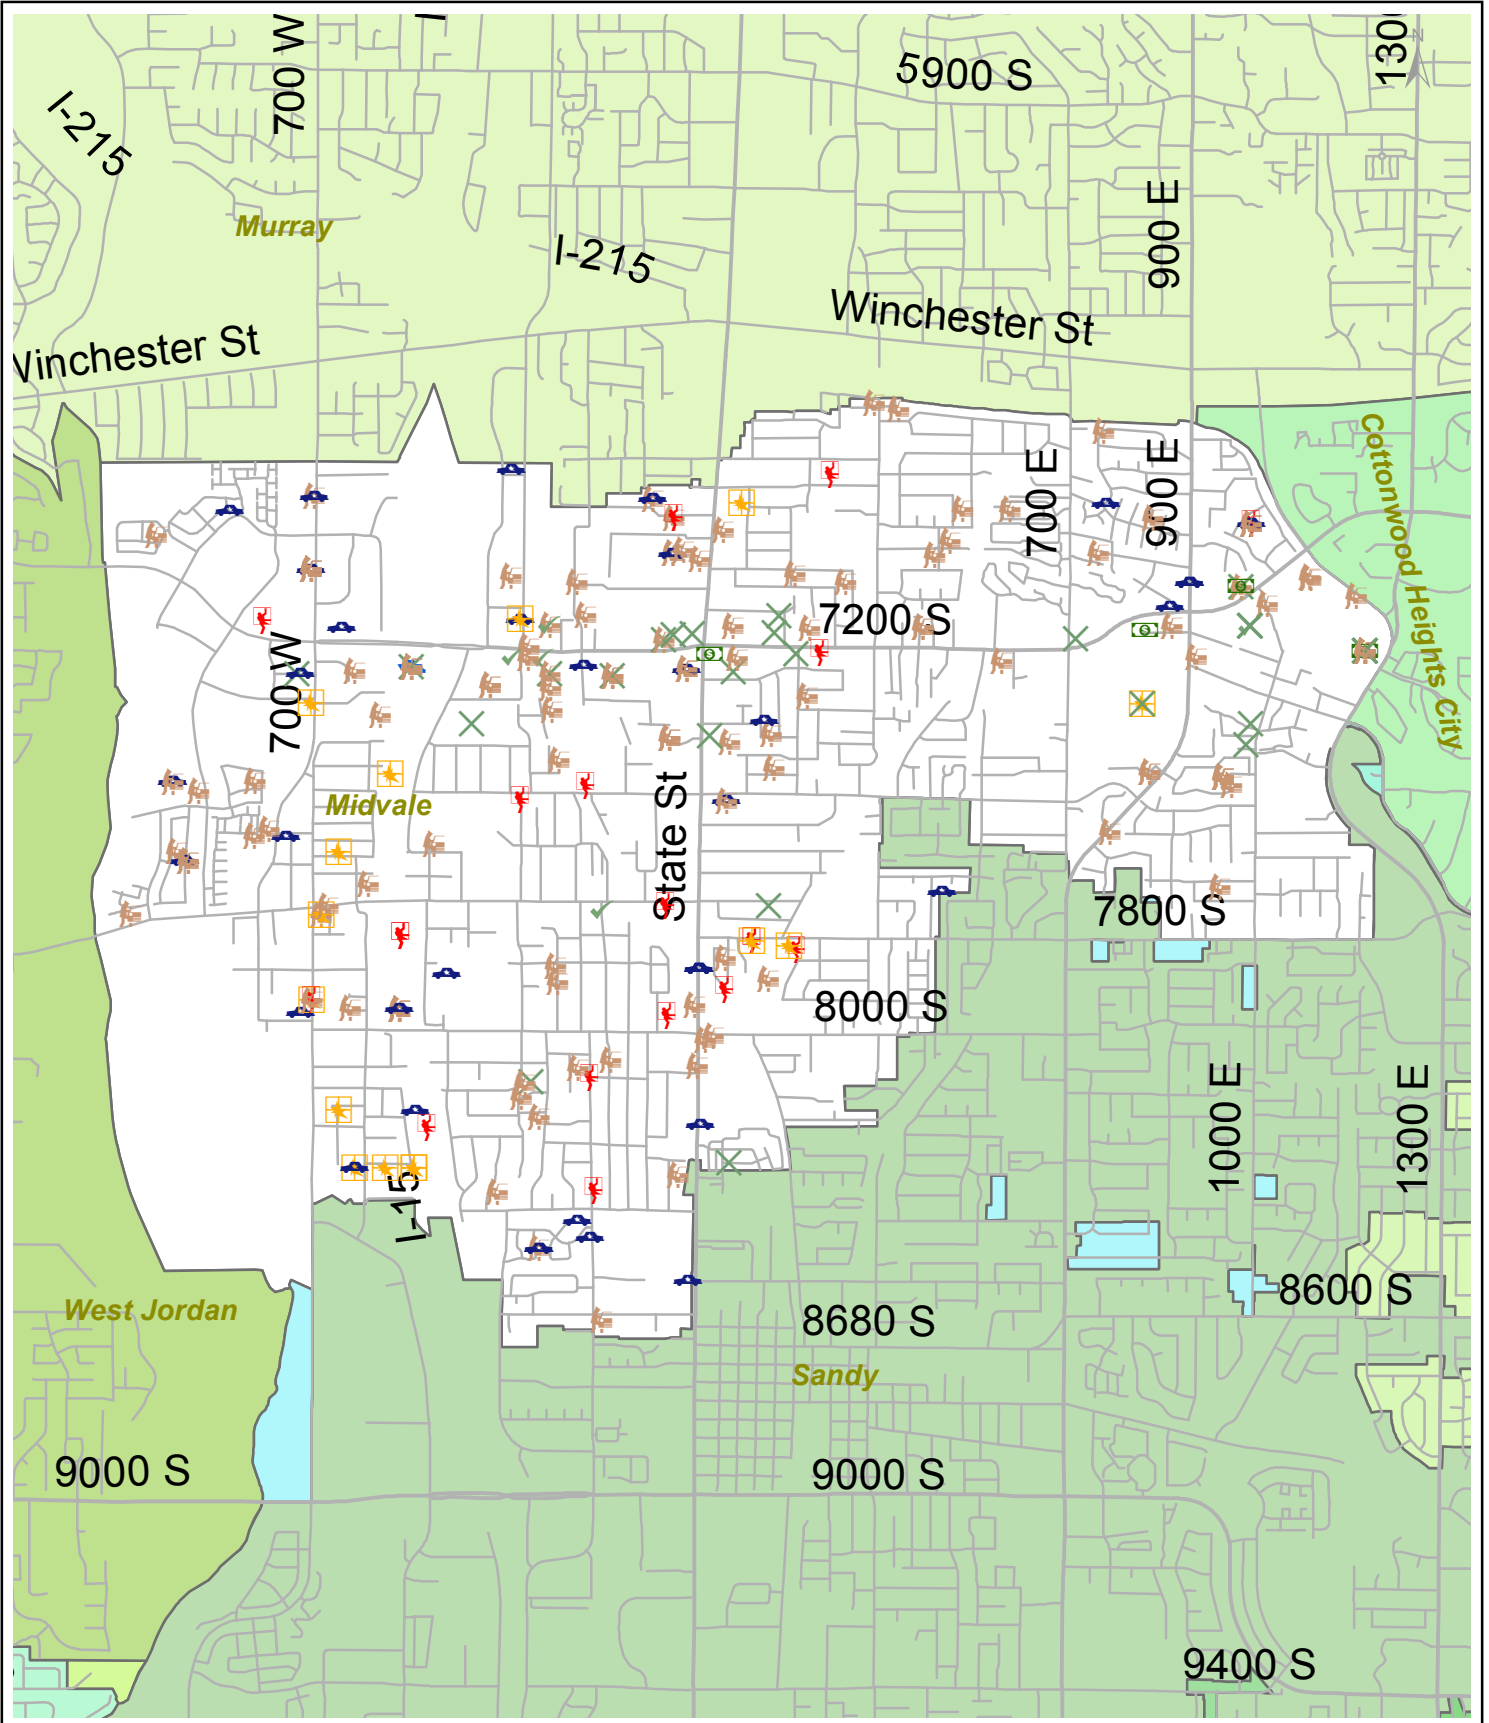 700 W
5900 S
1300
I-215
Murray
I-215
900 E
Winchester St
Winchester St
Cottonwood Heights City
700 E
900 E
7200 S
700 W
Midvale
State St
7800 S
8000 S
1000 E
1300 E
I-15
8600 S
West Jordan
8680 S
Sandy
9000 S
9000 S
9400 S